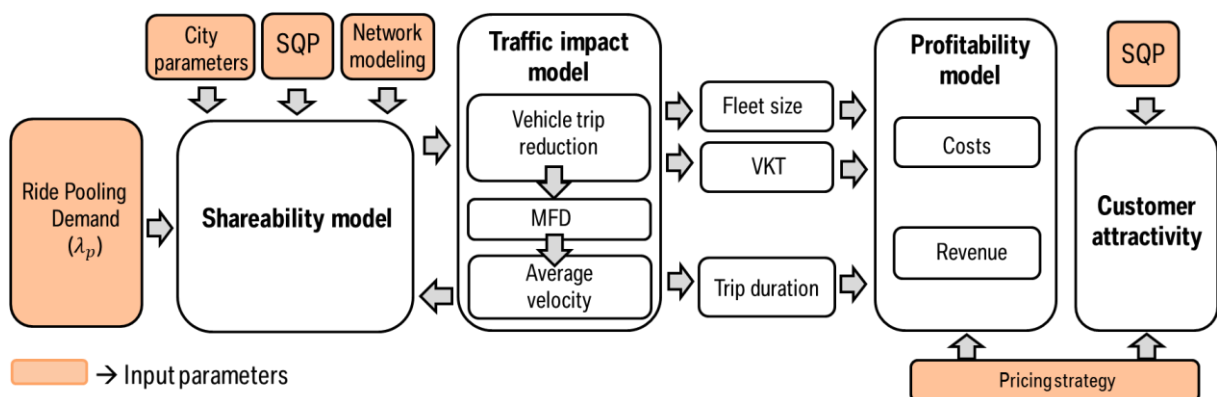 City
parameters
SQP
Network
modeling
Traffic impact
model
Profitability
model
SQP
Vehicle trip
reduction
Fleet size
VKT
Costs
Ride Pooling
Demand
(λ_p)
Shareability model
MFD
Customer
attractivity
Average
velocity
Trip duration
Revenue
→ Input parameters
Pricing strategy